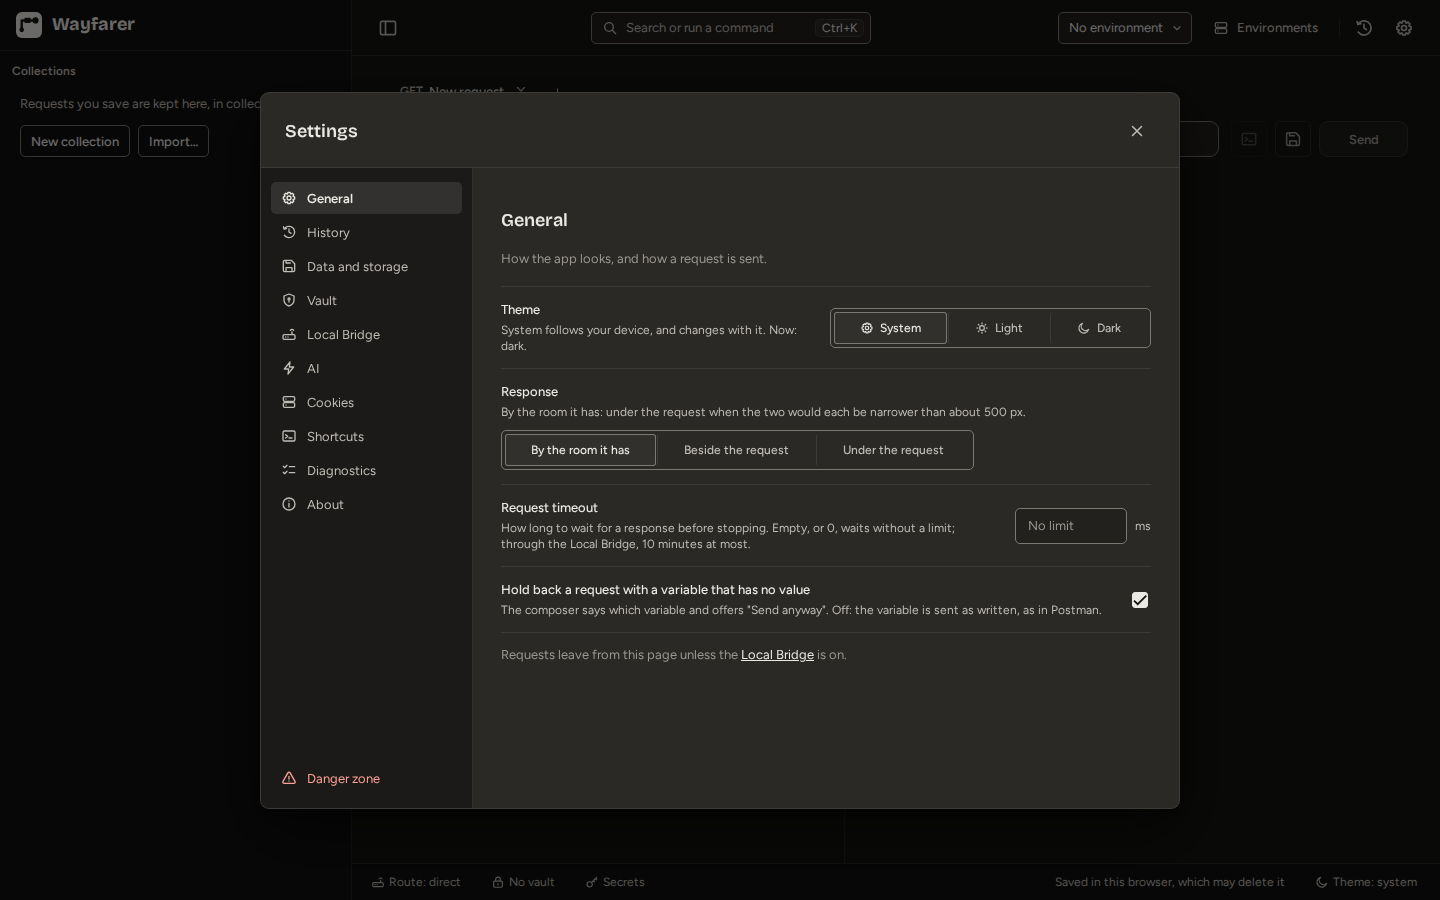 Wayfarer
Search or run a command
Ctrl+K
No environment
Environments
Collections
Requests you save are kept here, in collec
New collection
Import...
GET New request
Send
Settings
General
History
Data and storage
Vault
Local Bridge
AI
Cookies
Shortcuts
Diagnostics
About
Danger zone
General
How the app looks, and how a request is sent.
Theme
System follows your device, and changes with it. Now:
dark.
System
Light
Dark
Response
By the room it has: under the request when the two would each be narrower than about 500 px.
By the room it has
Beside the request
Under the request
Request timeout
How long to wait for a response before stopping. Empty, or 0, waits without a limit;
through the Local Bridge, 10 minutes at most.
No limit
ms
Hold back a request with a variable that has no value
The composer says which variable and offers "Send anyway". Off: the variable is sent as written, as in Postman.
Requests leave from this page unless the Local Bridge is on.
Route: direct
No vault
Secrets
Saved in this browser, which may delete it
Theme: system